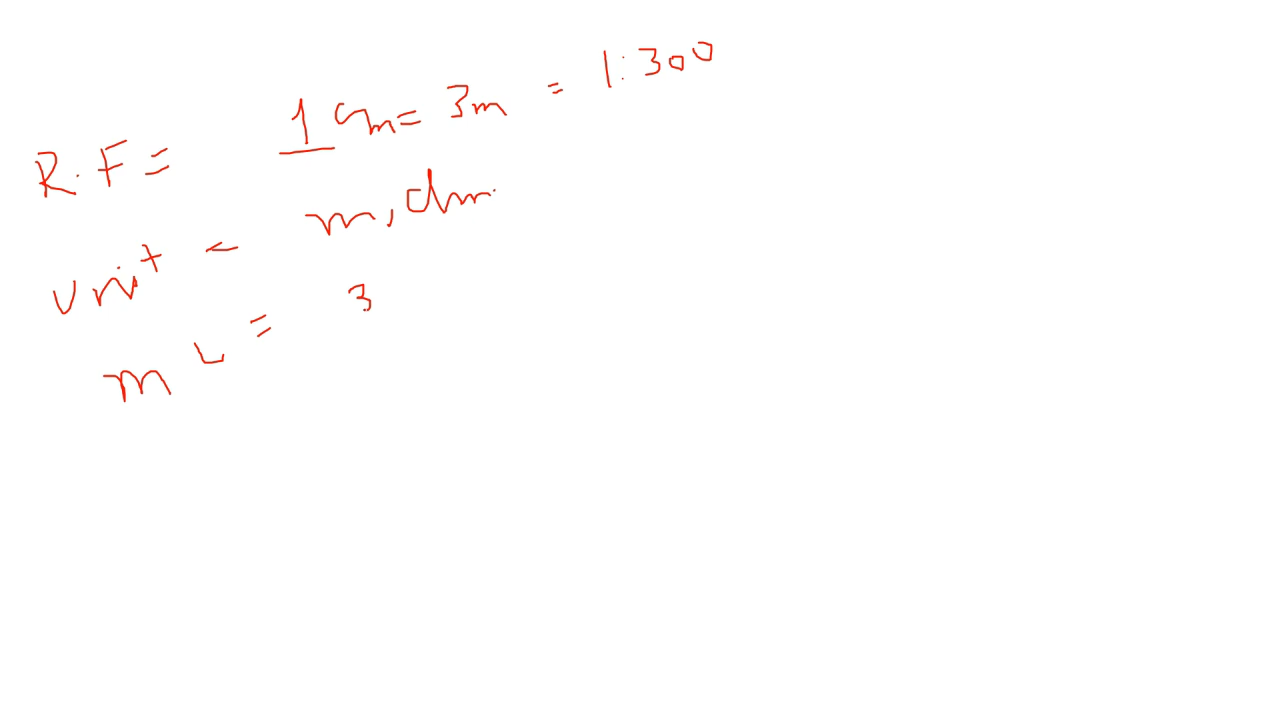 R.F = 1 cm = 3m = 1:300
unit - m, dm
m L = 3